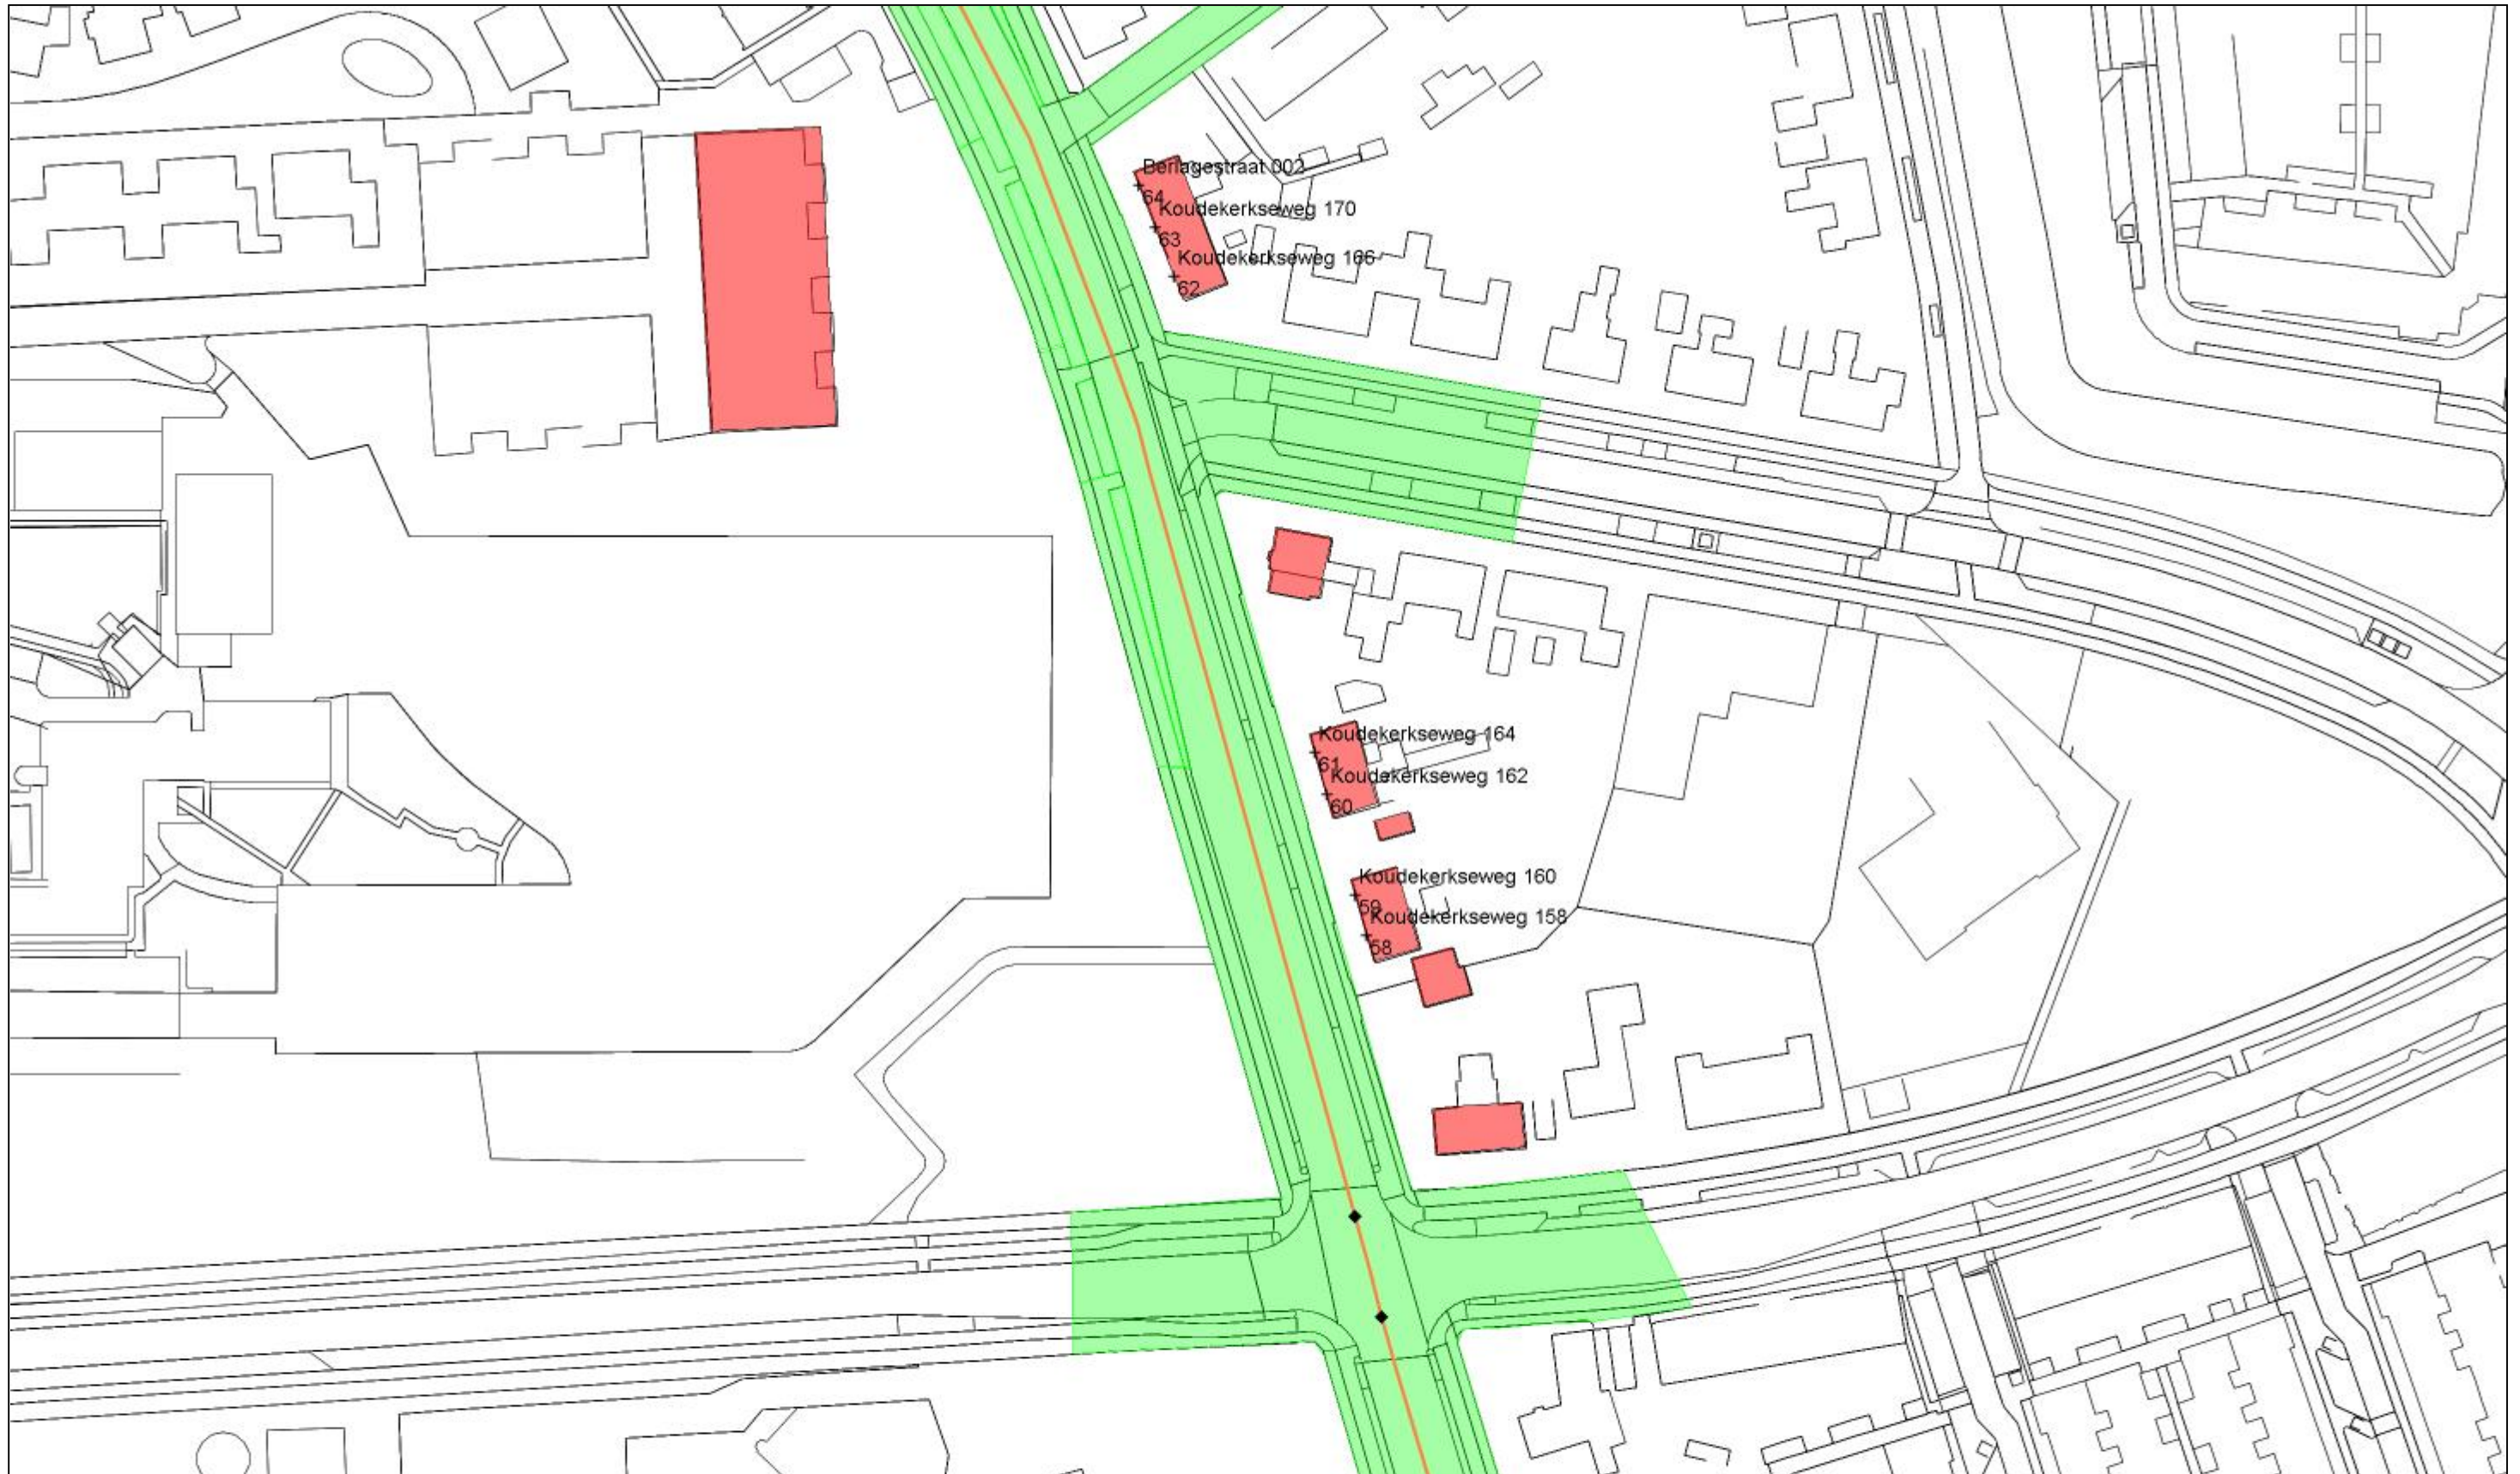 Berlagestraat 002
64
Koudekerkseweg 170
63
Koudekerkseweg 166
62
Koudekerkseweg 164
61
Koudekerkseweg 162
60
Koudekerkseweg 160
59
Koudekerkseweg 158
58